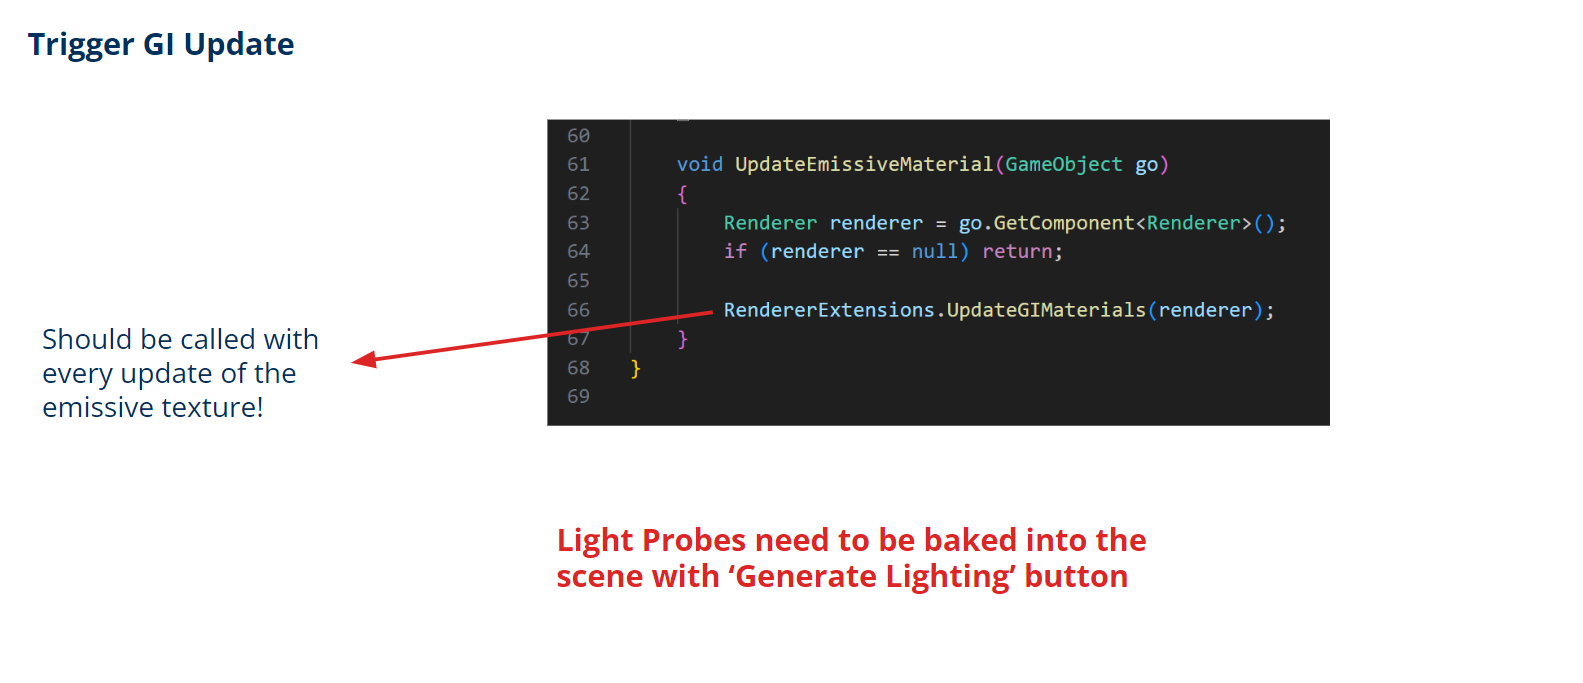 Trigger GI Update
60
61 void UpdateEmissiveMaterial(GameObject go)
62 {
63 Renderer renderer = go.GetComponent<Renderer>();
64 if (renderer == null) return;
65
66 RendererExtensions.UpdateGIMaterials(renderer);
67 }
68 }
69
Should be called with
every update of the
emissive texture!
Light Probes need to be baked into the
scene with ‘Generate Lighting’ button